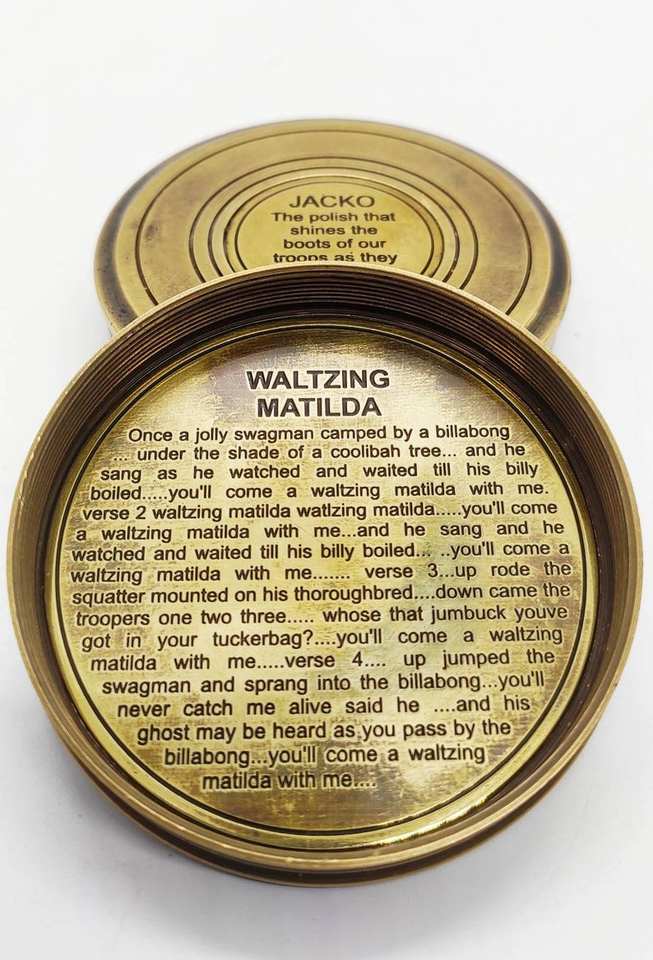 JACKO
The polish that
shines the
boots of our
troops as they
WALTZING
MATILDA
Once a jolly swagman camped by a billabong
... under the shade of a coolibah tree... and he
sang as he watched and waited till his billy
boiled.....you'll come a waltzing matilda with me.
verse 2 waltzing matilda watlzing matilda.....you'll come
a waltzing matilda with me...and he sang and he
watched and waited till his billy boiled... ..you'll come a
waltzing matilda with me....... verse 3...up rode the
squatter mounted on his thoroughbred....down came the
troopers one two three..... whose that jumbuck youve
got in your tuckerbag?....you'll come a waltzing
matilda with me.....verse 4.... up jumped the
swagman and sprang into the billabong...you'll
never catch me alive said he ....and his
ghost may be heard as you pass by the
billabong...you'll come a waltzing
matilda with me....